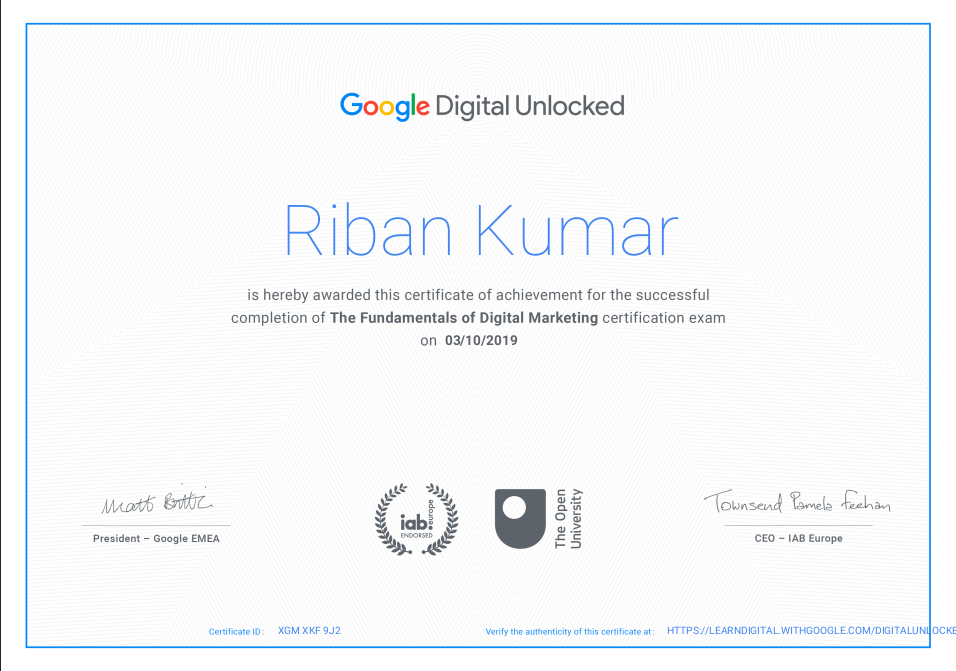 Google Digital Unlocked
Riban Kumar
is hereby awarded this certificate of achievement for the successful
completion of The Fundamentals of Digital Marketing certification exam
on 03/10/2019
Matt Brittin
Townsend Pamela Feehan
President – Google EMEA
iab europe
ENDORSED
The Open
University
CEO – IAB Europe
Certificate ID : XGM XKF 9J2
Verify the authenticity of this certificate at : HTTPS://LEARNDIGITAL.WITHGOOGLE.COM/DIGITALUNLOCKE